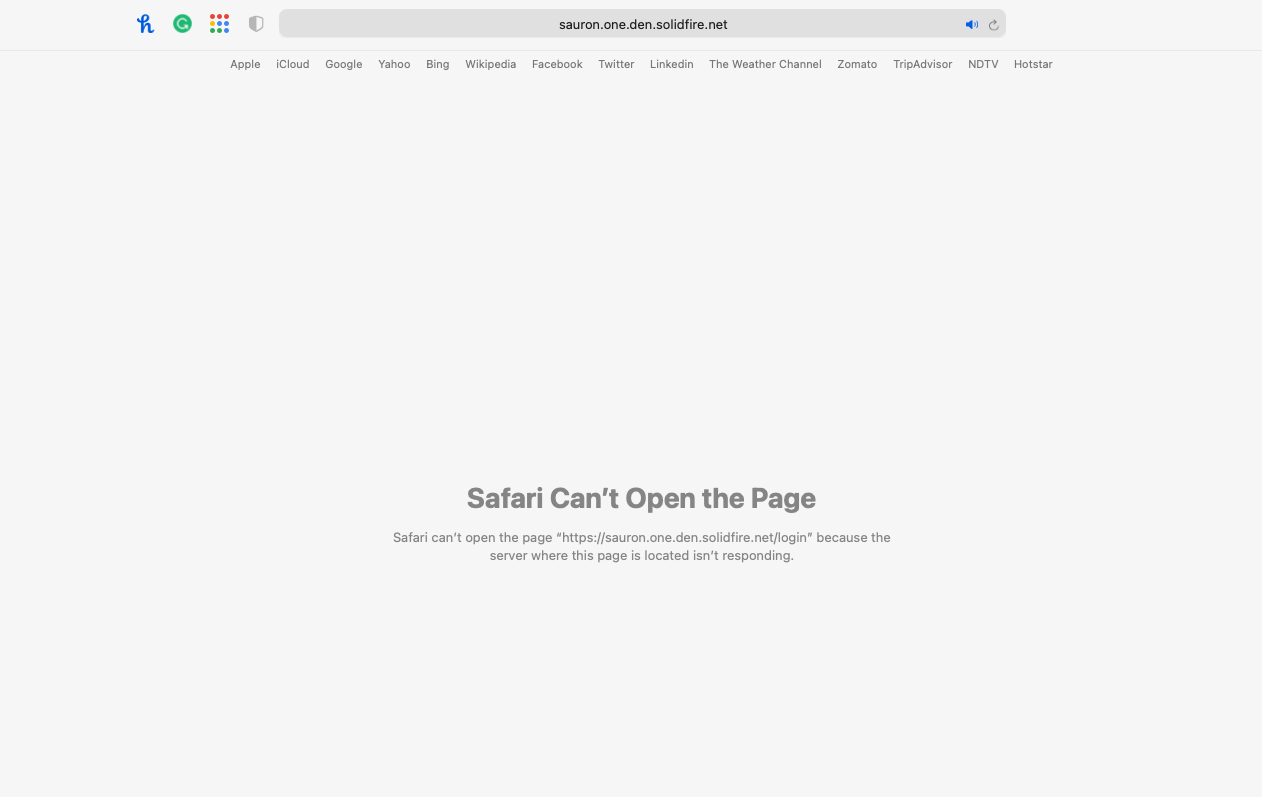 sauron.one.den.solidfire.net
Apple iCloud Google Yahoo Bing Wikipedia Facebook Twitter Linkedin The Weather Channel Zomato TripAdvisor NDTV Hotstar
Safari Can’t Open the Page
Safari can’t open the page “https://sauron.one.den.solidfire.net/login” because the
server where this page is located isn’t responding.